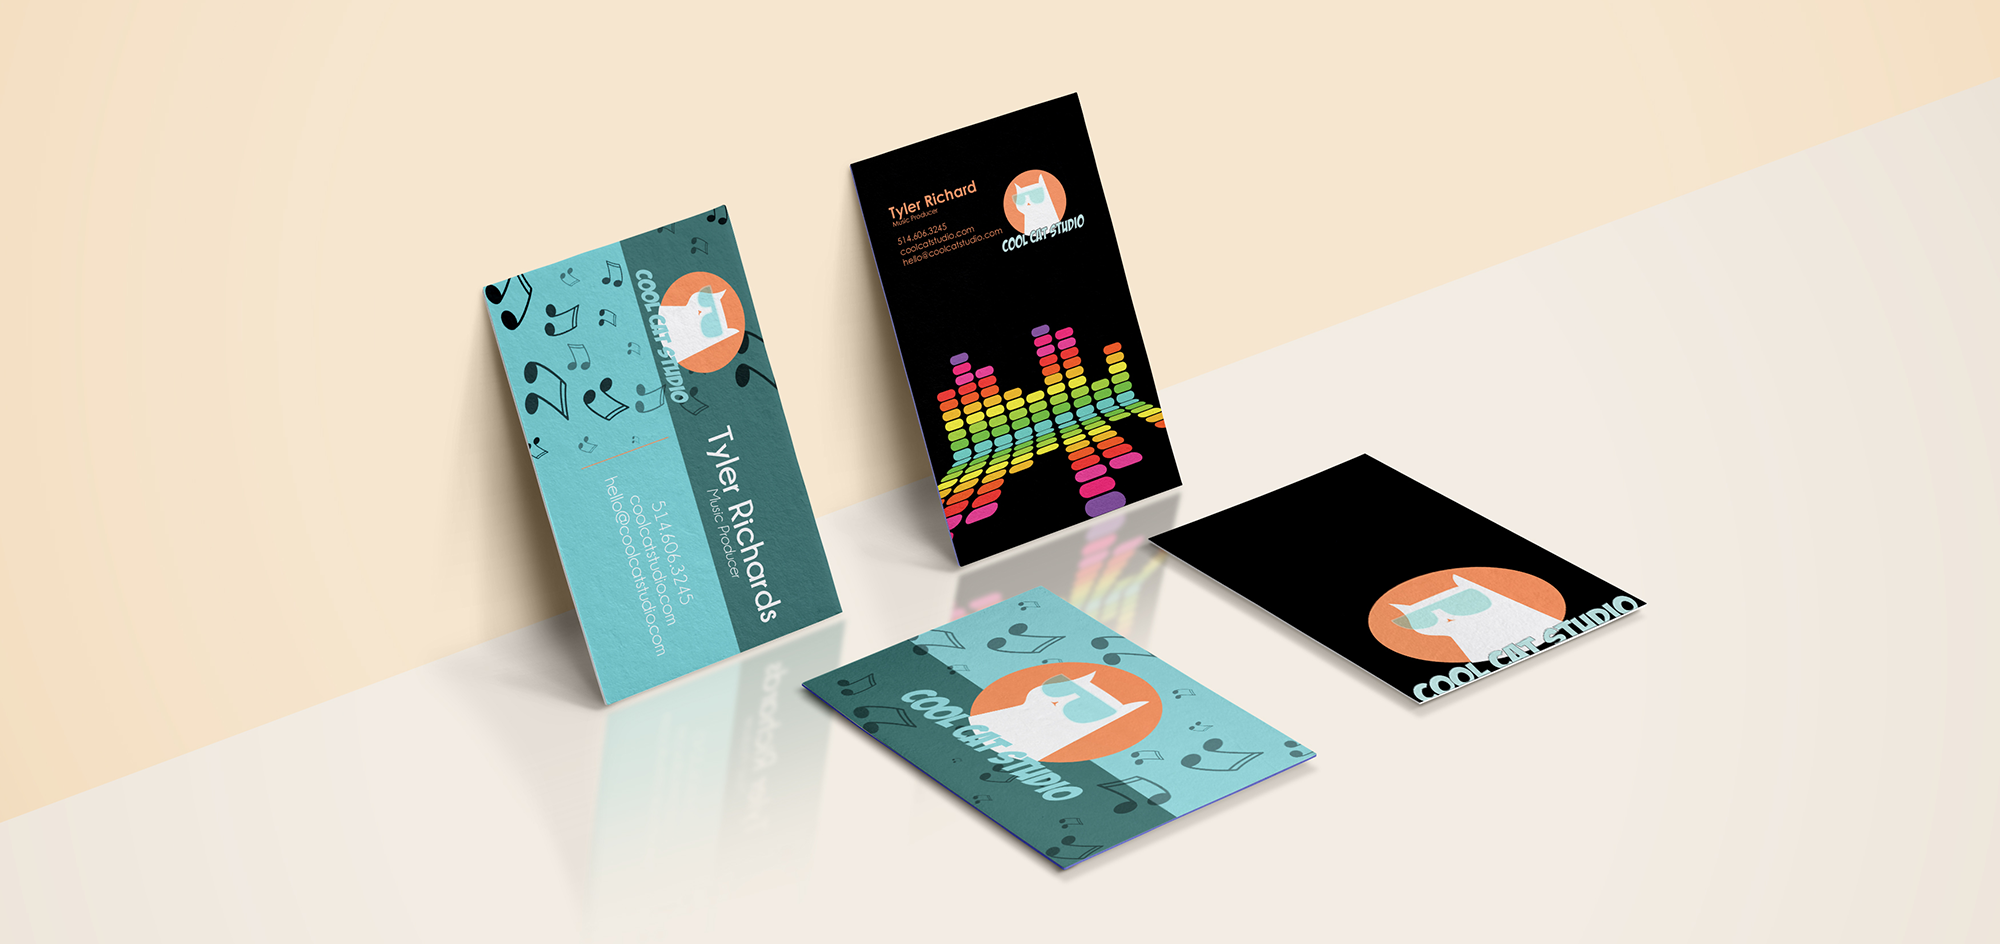 COOL CAT STUDIO
Tyler Richards
Music Producer
514.606.3245
coolcatstudio.com
hello@coolcatstudio.com
Tyler Richard
Music Producer
514.606.3245
coolcatstudio.com
hello@coolcatstudio.com
COOL CAT STUDIO
COOL CAT STUDIO
COOL CAT STUDIO